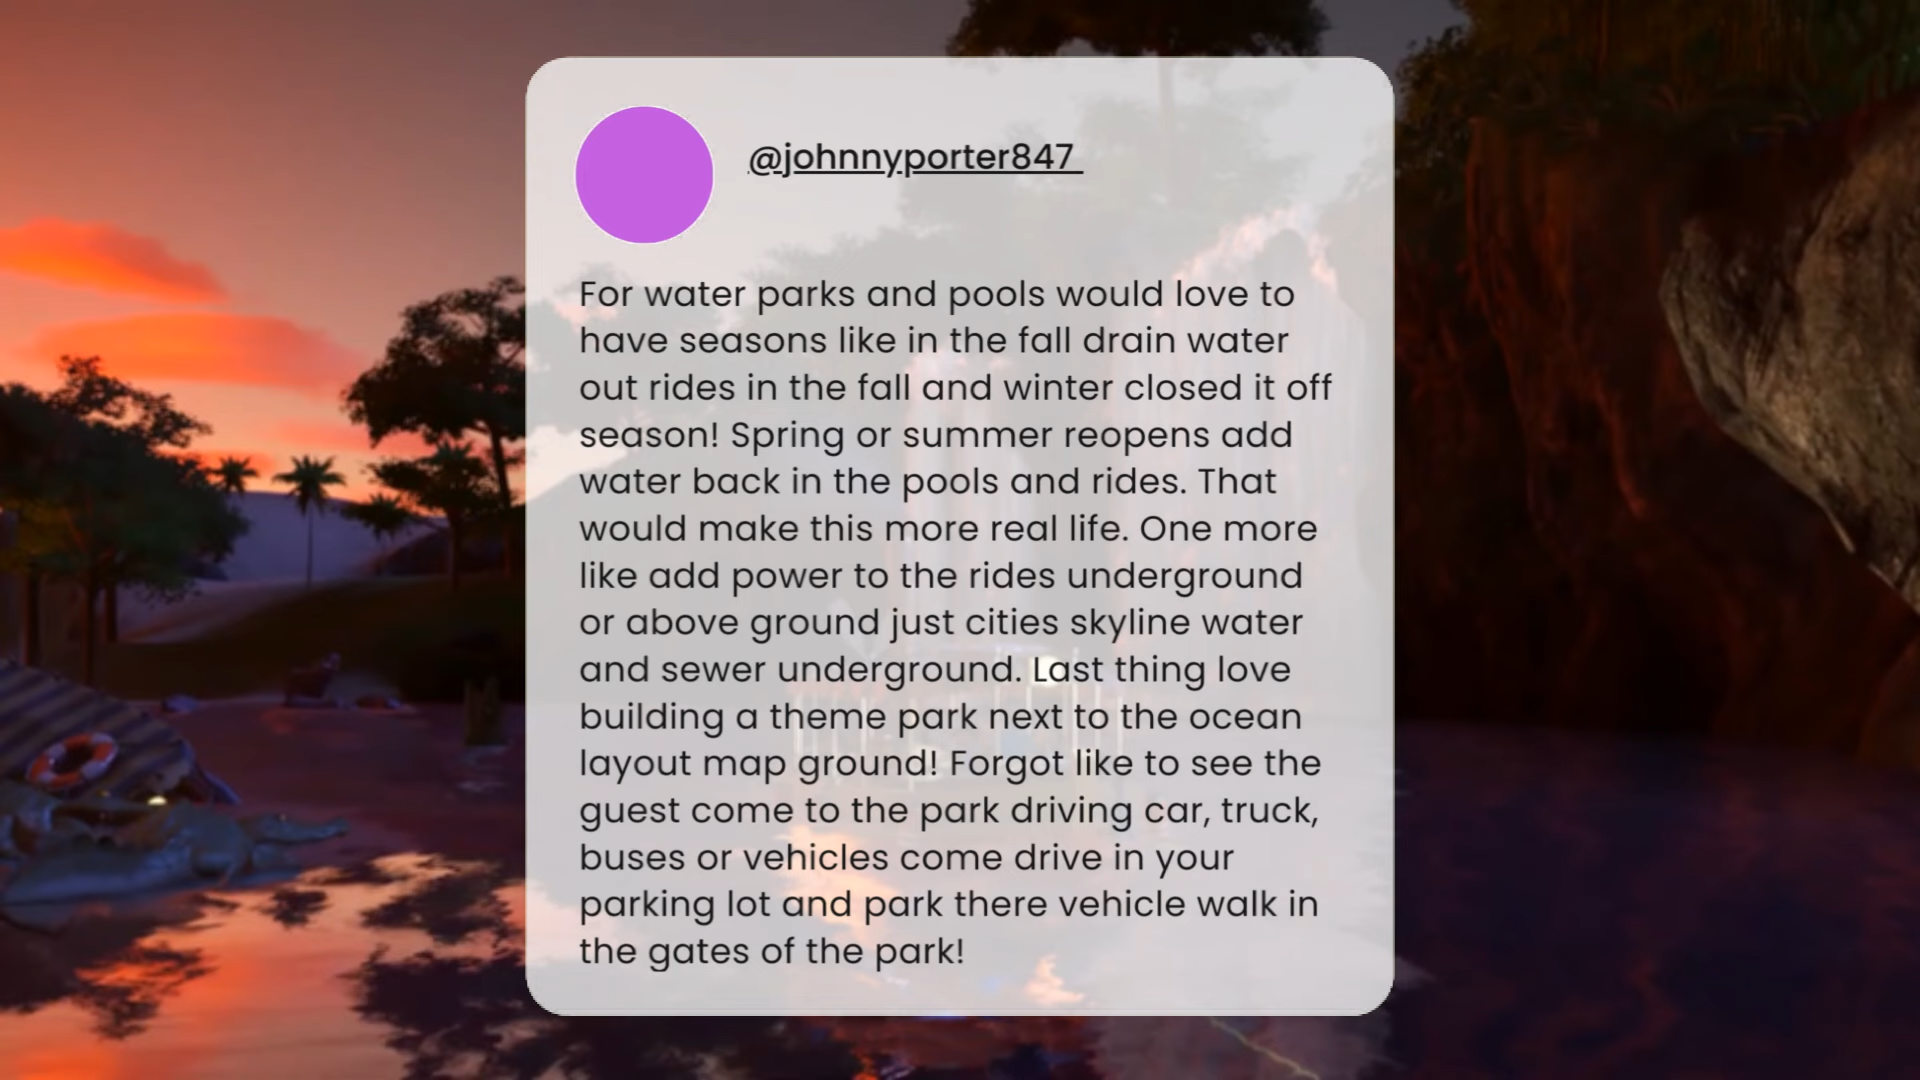 @johnnyporter847
For water parks and pools would love to
have seasons like in the fall drain water
out rides in the fall and winter closed it off
season! Spring or summer reopens add
water back in the pools and rides. That
would make this more real life. One more
like add power to the rides underground
or above ground just cities skyline water
and sewer underground. Last thing love
building a theme park next to the ocean
layout map ground! Forgot like to see the
guest come to the park driving car, truck,
buses or vehicles come drive in your
parking lot and park there vehicle walk in
the gates of the park!